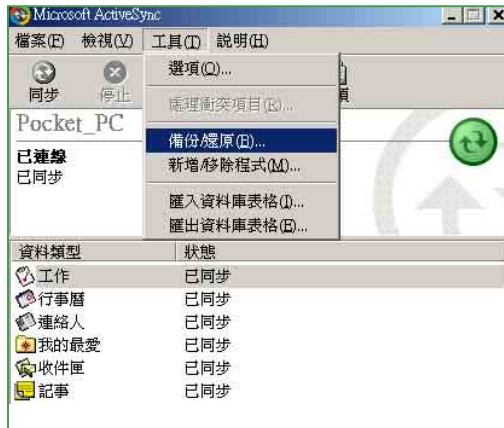 Microsoft ActiveSync
檔案(F) 檢視(V) 工具(T) 說明(H)
同步 停止
選項(O)...
處理衝突項目(R)...
備份/還原(B)...
新增/移除程式(M)...
匯入資料庫表格(I)...
匯出資料庫表格(E)...
Pocket_PC
已連線
已同步
資料類型 狀態
工作 已同步
行事曆 已同步
連絡人 已同步
我的最愛 已同步
收件匣 已同步
記事 已同步